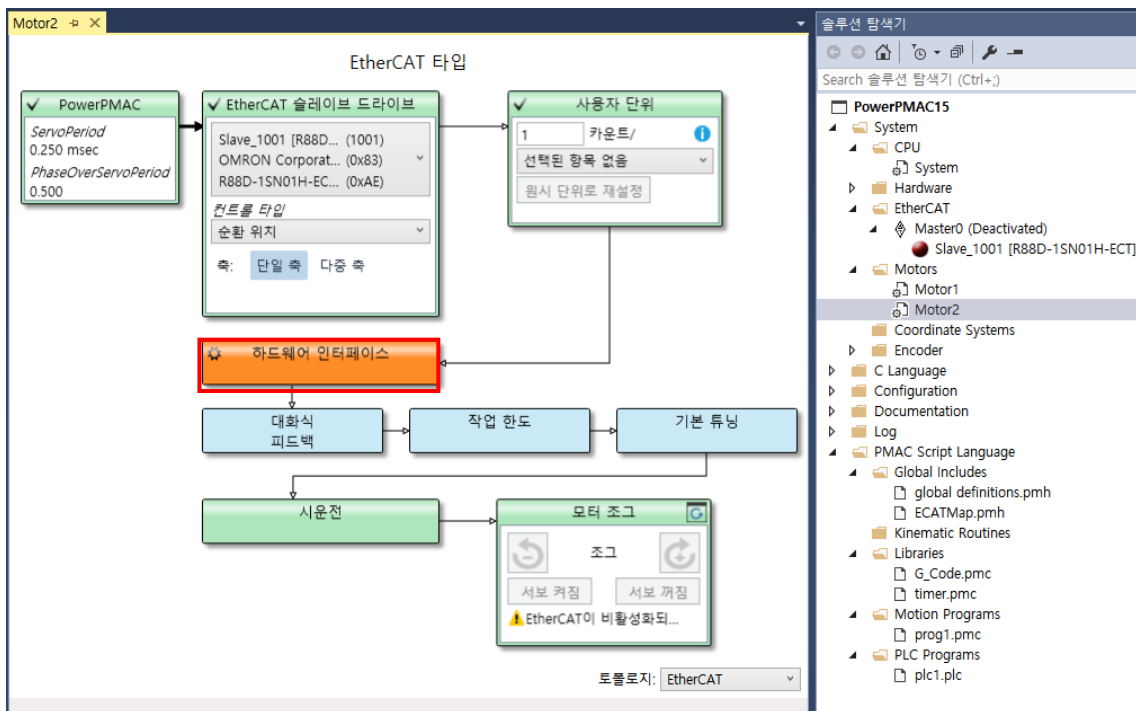 Motor2
EtherCAT 타입
PowerPMAC
ServoPeriod
0.250 msec
PhaseOverServoPeriod
0.500
EtherCAT 슬레이브 드라이브
Slave_1001 [R88D... (1001)
OMRON Corporat... (0x83)
R88D-1SN01H-EC... (0xAE)
컨트롤 타입
순환 위치
축: 단일 축 다중 축
사용자 단위
1 카운트/
선택된 항목 없음
원시 단위로 재설정
하드웨어 인터페이스
대화식
피드백
작업 한도
기본 튜닝
시운전
모터 조그
조그
서보 켜짐
서보 꺼짐
EtherCAT이 비활성화되...
토폴로지: EtherCAT
솔루션 탐색기
Search 솔루션 탐색기 (Ctrl+;)
PowerPMAC15
System
CPU
System
Hardware
EtherCAT
Master0 (Deactivated)
Slave_1001 [R88D-1SN01H-ECT]
Motors
Motor1
Motor2
Coordinate Systems
Encoder
C Language
Configuration
Documentation
Log
PMAC Script Language
Global Includes
global definitions.pmh
ECATMap.pmh
Kinematic Routines
Libraries
G_Code.pmc
timer.pmc
Motion Programs
prog1.pmc
PLC Programs
plc1.plc